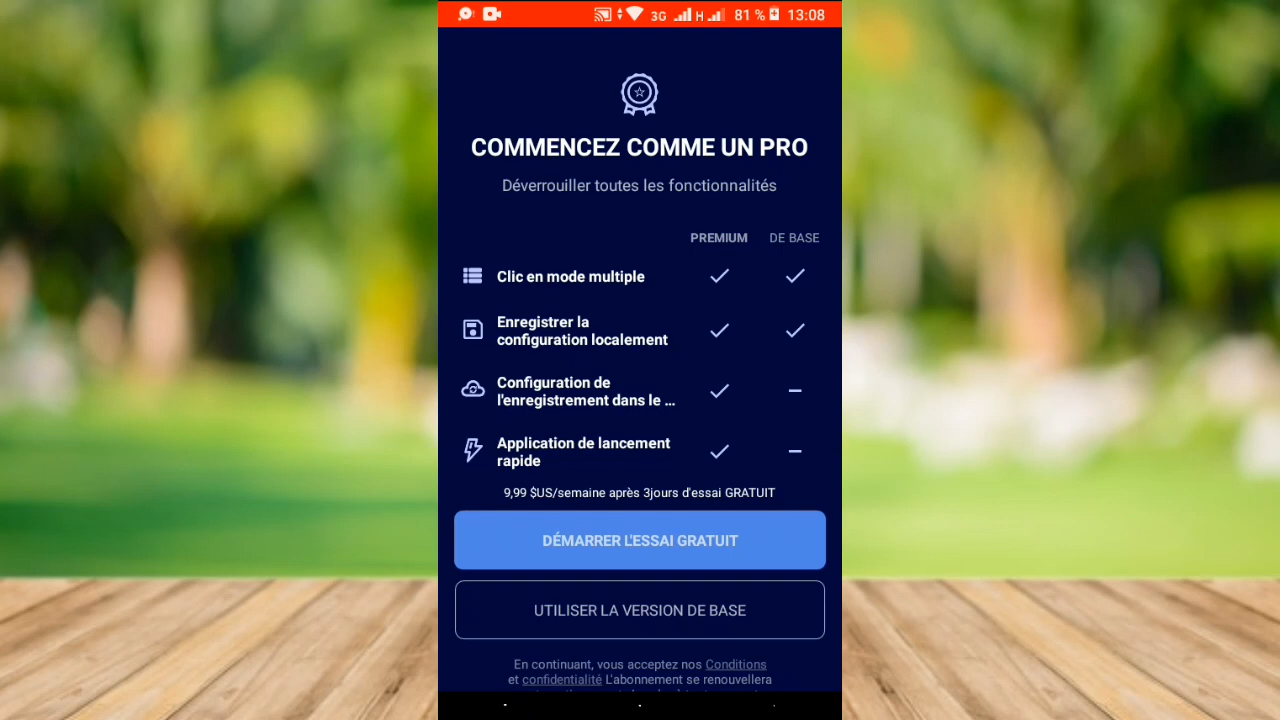 3G H 81 % 13:08
COMMENCEZ COMME UN PRO
Déverrouiller toutes les fonctionnalités
PREMIUM DE BASE
Clic en mode multiple
Enregistrer la
configuration localement
Configuration de
l'enregistrement dans le ...
Application de lancement
rapide
9,99 $US/semaine après 3jours d'essai GRATUIT
DÉMARRER L'ESSAI GRATUIT
UTILISER LA VERSION DE BASE
En continuant, vous acceptez nos Conditions
et confidentialité L'abonnement se renouvellera